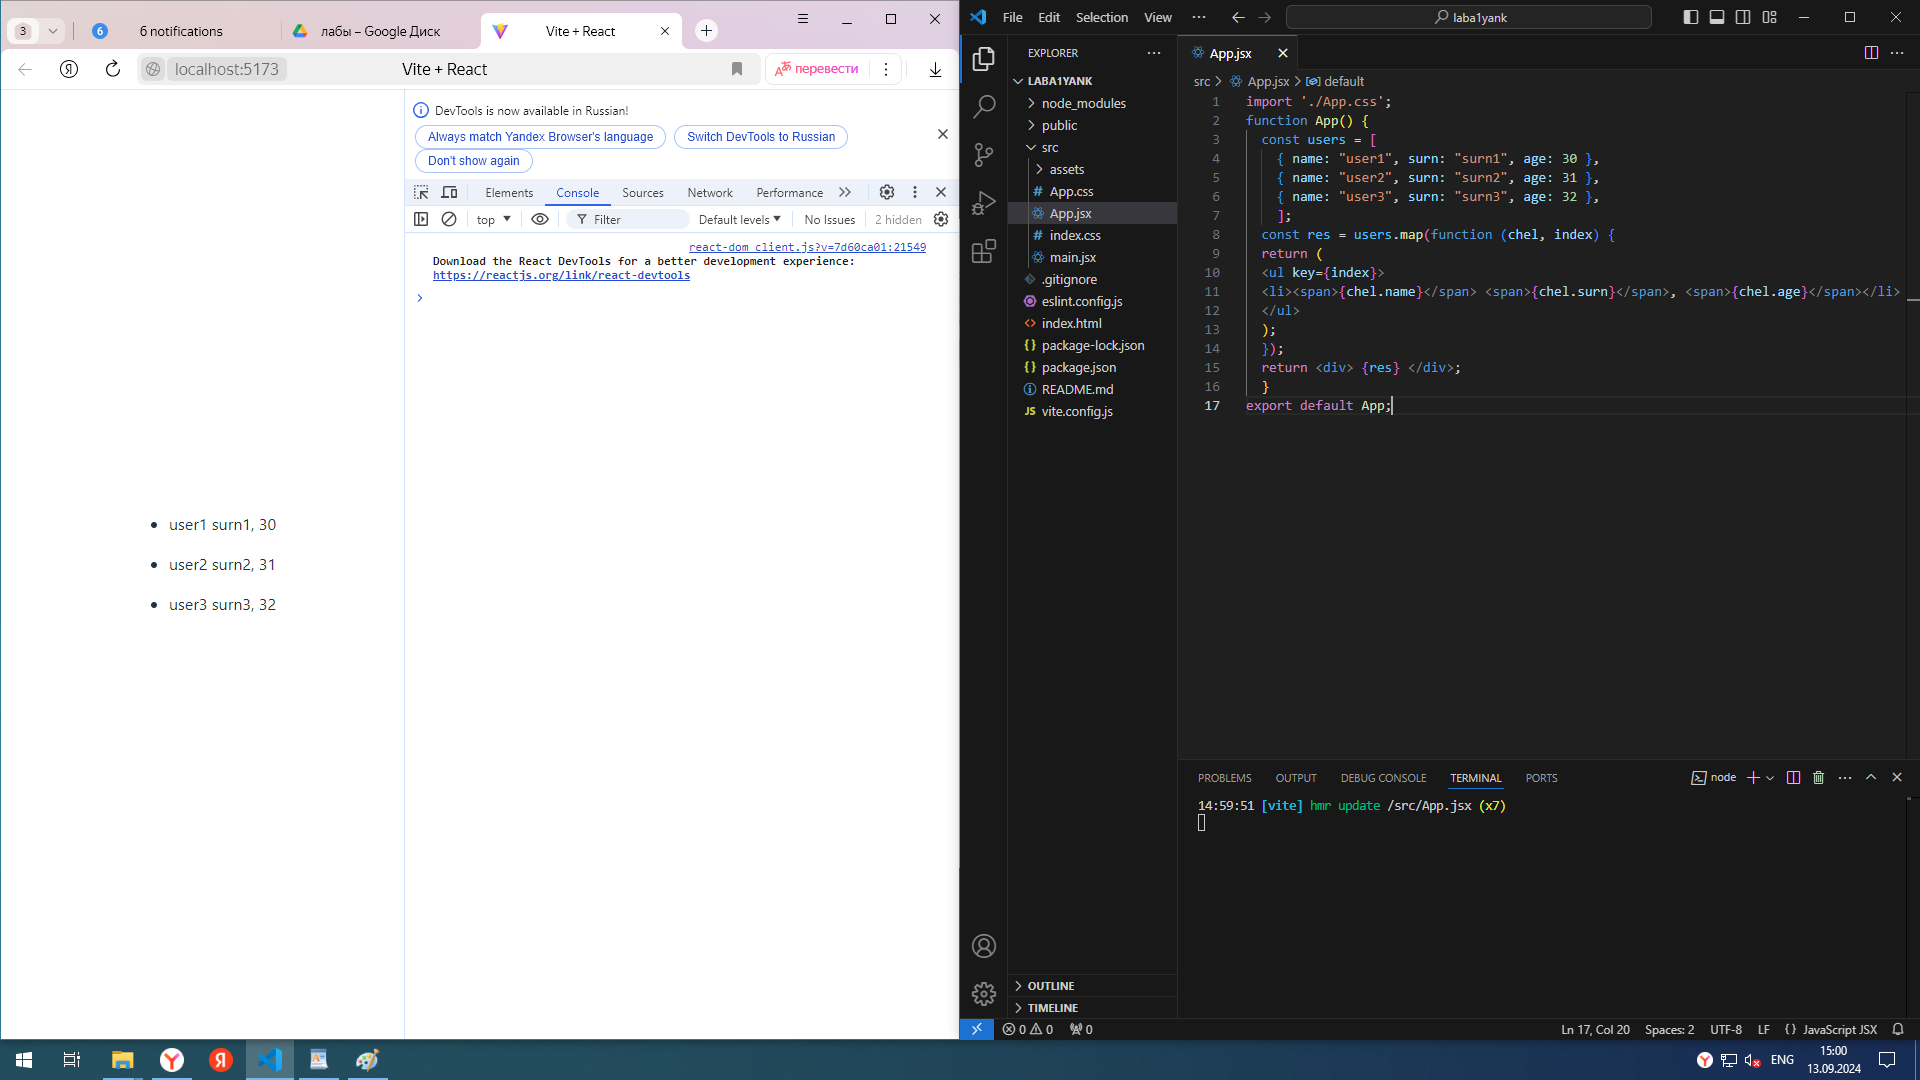 3
6
6 notifications
лабы – Google Диск
Vite + React
localhost:5173
Vite + React
перевести
DevTools is now available in Russian!
Always match Yandex Browser's language
Switch DevTools to Russian
Don't show again
Elements
Console
Sources
Network
Performance
top
Filter
Default levels
No Issues
2 hidden
react-dom_client.js?v=7d60ca01:21549
Download the React DevTools for a better development experience:
https://reactjs.org/link/react-devtools
user1 surn1, 30
user2 surn2, 31
user3 surn3, 32
File Edit Selection View
laba1yank
EXPLORER
LABA1YANK
node_modules
public
src
assets
App.css
App.jsx
index.css
main.jsx
.gitignore
eslint.config.js
index.html
package-lock.json
package.json
README.md
vite.config.js
OUTLINE
TIMELINE
App.jsx
src > App.jsx > default
1 import './App.css';
2 function App() {
3 const users = [
4 { name: "user1", surn: "surn1", age: 30 },
5 { name: "user2", surn: "surn2", age: 31 },
6 { name: "user3", surn: "surn3", age: 32 },
7 ];
8 const res = users.map(function (chel, index) {
9 return (
10 <ul key={index}>
11 <li><span>{chel.name}</span> <span>{chel.surn}</span>, <span>{chel.age}</span></li>
12 </ul>
13 );
14 });
15 return <div> {res} </div>;
16 }
17 export default App;
PROBLEMS
OUTPUT
DEBUG CONSOLE
TERMINAL
PORTS
node
14:59:51 [vite] hmr update /src/App.jsx (x7)
0 0
0
Ln 17, Col 20
Spaces: 2
UTF-8
LF
JavaScript JSX
ENG
15:00
13.09.2024